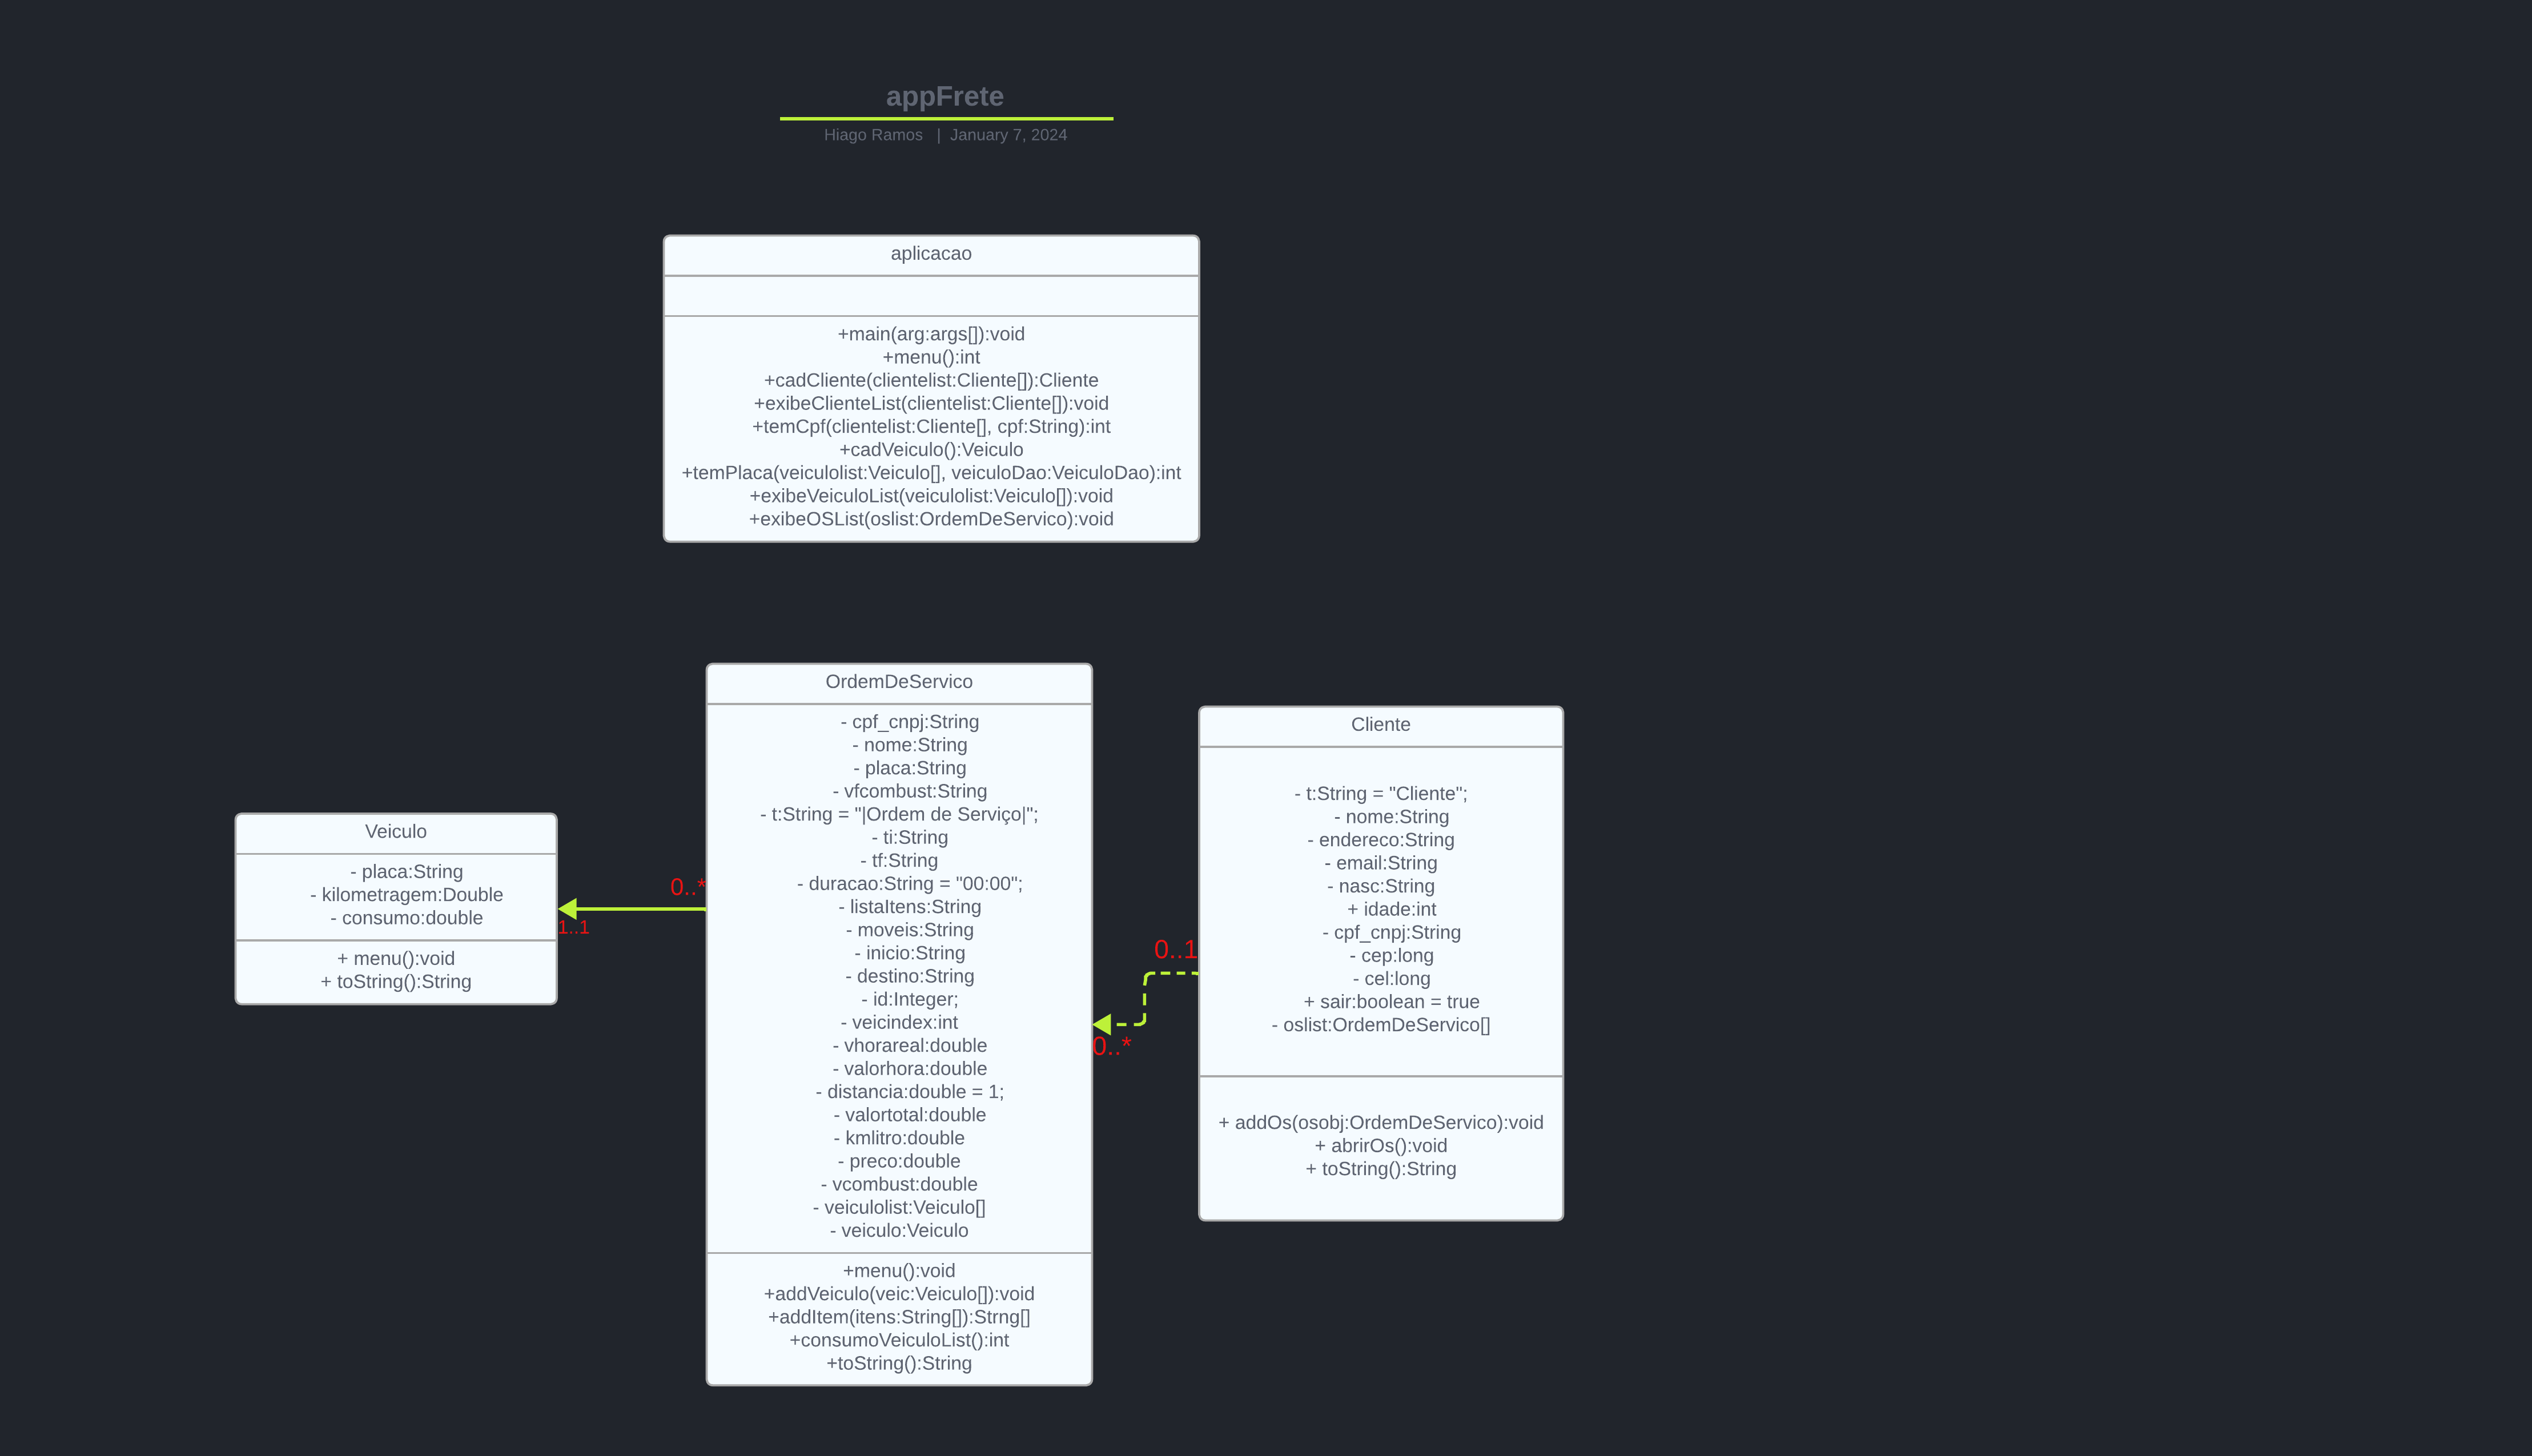 appFrete
Hiago Ramos | January 7, 2024
aplicacao
+main(arg:args[]):void
+menu():int
+cadCliente(clientelist:Cliente[]):Cliente
+exibeClienteList(clientelist:Cliente[]):void
+temCpf(clientelist:Cliente[], cpf:String):int
+cadVeiculo():Veiculo
+temPlaca(veiculolist:Veiculo[], veiculoDao:VeiculoDao):int
+exibeVeiculoList(veiculolist:Veiculo[]):void
+exibeOSList(oslist:OrdemDeServico):void
Veiculo
- placa:String
- kilometragem:Double
- consumo:double
+ menu():void
+ toString():String
0..*
1..1
OrdemDeServico
- cpf_cnpj:String
- nome:String
- placa:String
- vfcombust:String
- t:String = "|Ordem de Serviço|";
- ti:String
- tf:String
- duracao:String = "00:00";
- listaItens:String
- moveis:String
- inicio:String
- destino:String
- id:Integer;
- veicindex:int
- vhorareal:double
- valorhora:double
- distancia:double = 1;
- valortotal:double
- kmlitro:double
- preco:double
- vcombust:double
- veiculolist:Veiculo[]
- veiculo:Veiculo
+menu():void
+addVeiculo(veic:Veiculo[]):void
+addItem(itens:String[]):Strng[]
+consumoVeiculoList():int
+toString():String
0..1
0..*
Cliente
- t:String = "Cliente";
- nome:String
- endereco:String
- email:String
- nasc:String
+ idade:int
- cpf_cnpj:String
- cep:long
- cel:long
+ sair:boolean = true
- oslist:OrdemDeServico[]
+ addOs(osobj:OrdemDeServico):void
+ abrirOs():void
+ toString():String